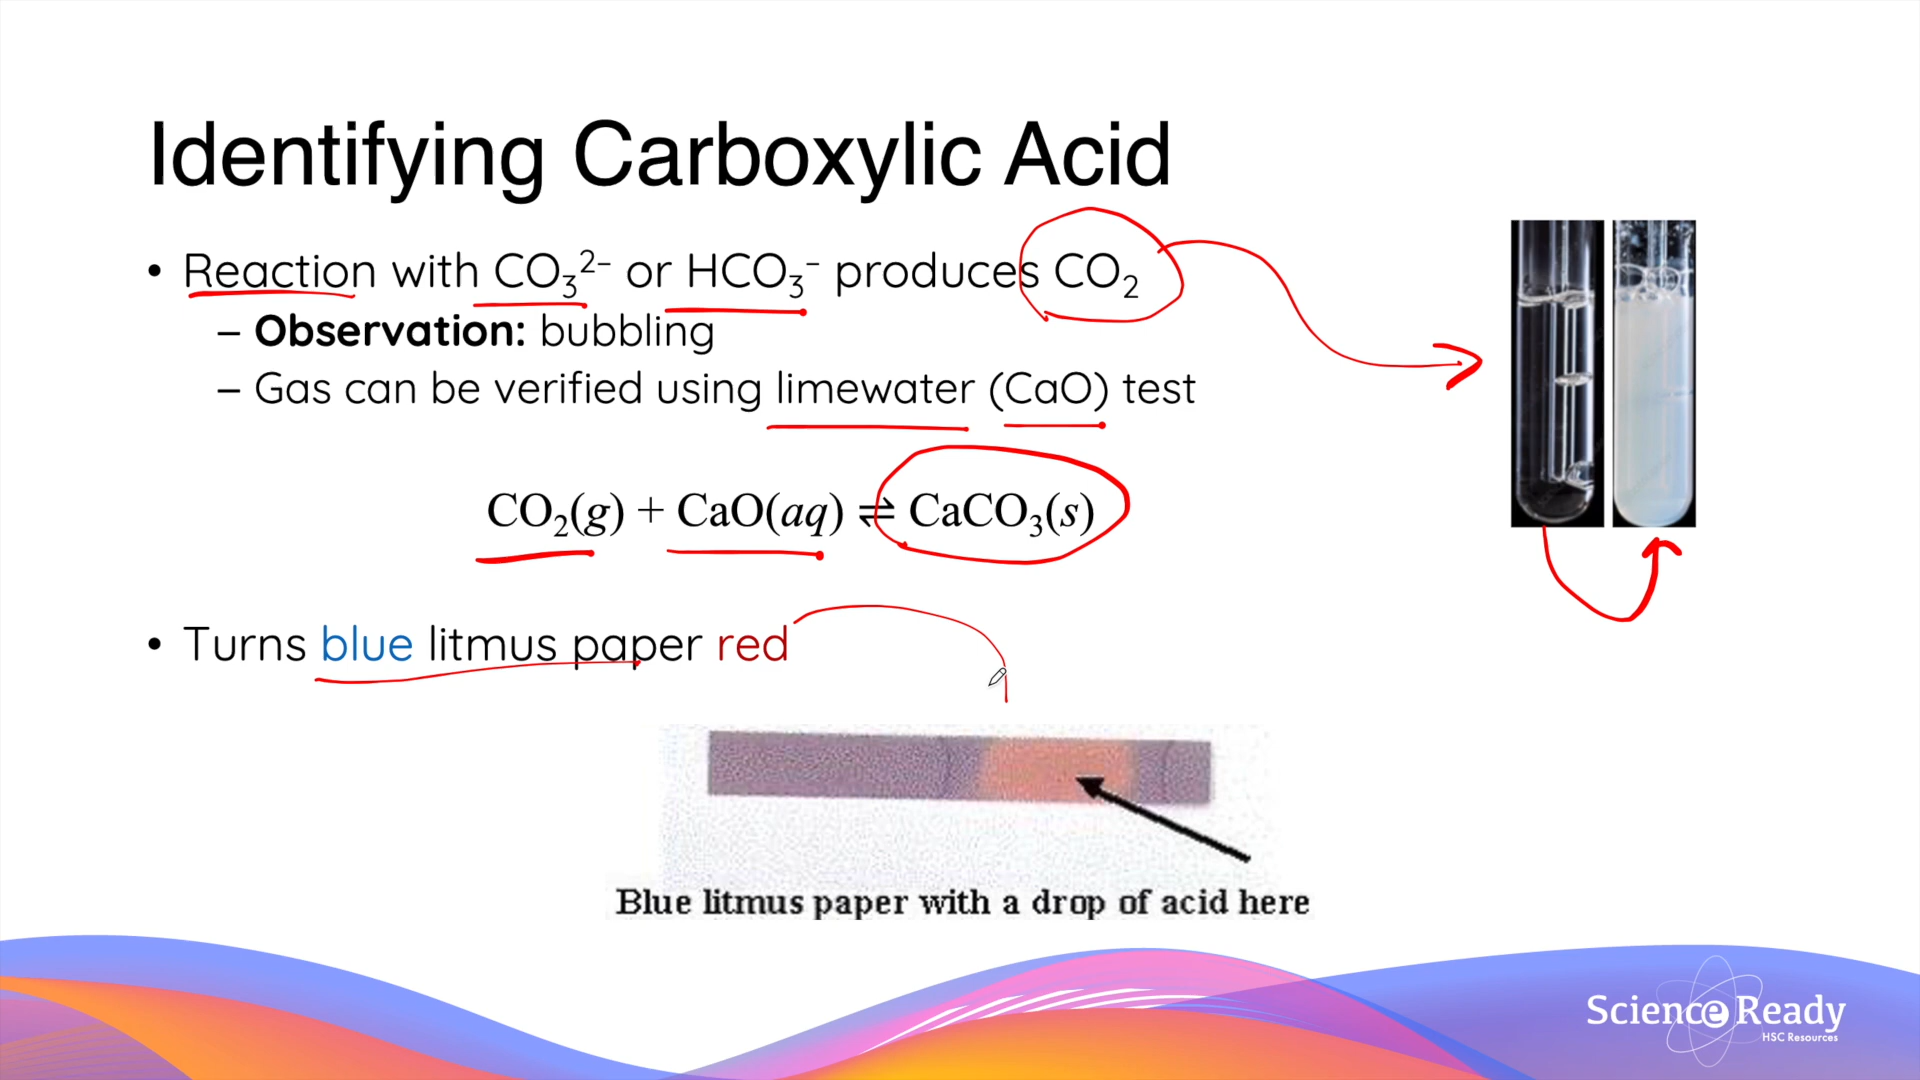 Identifying Carboxylic Acid
• Reaction with CO₃²⁻ or HCO₃⁻ produces CO₂
– Observation: bubbling
– Gas can be verified using limewater (CaO) test
CO₂(g) + CaO(aq) ⇌ CaCO₃(s)
• Turns blue litmus paper red
Blue litmus paper with a drop of acid here
Science Ready
HSC Resources